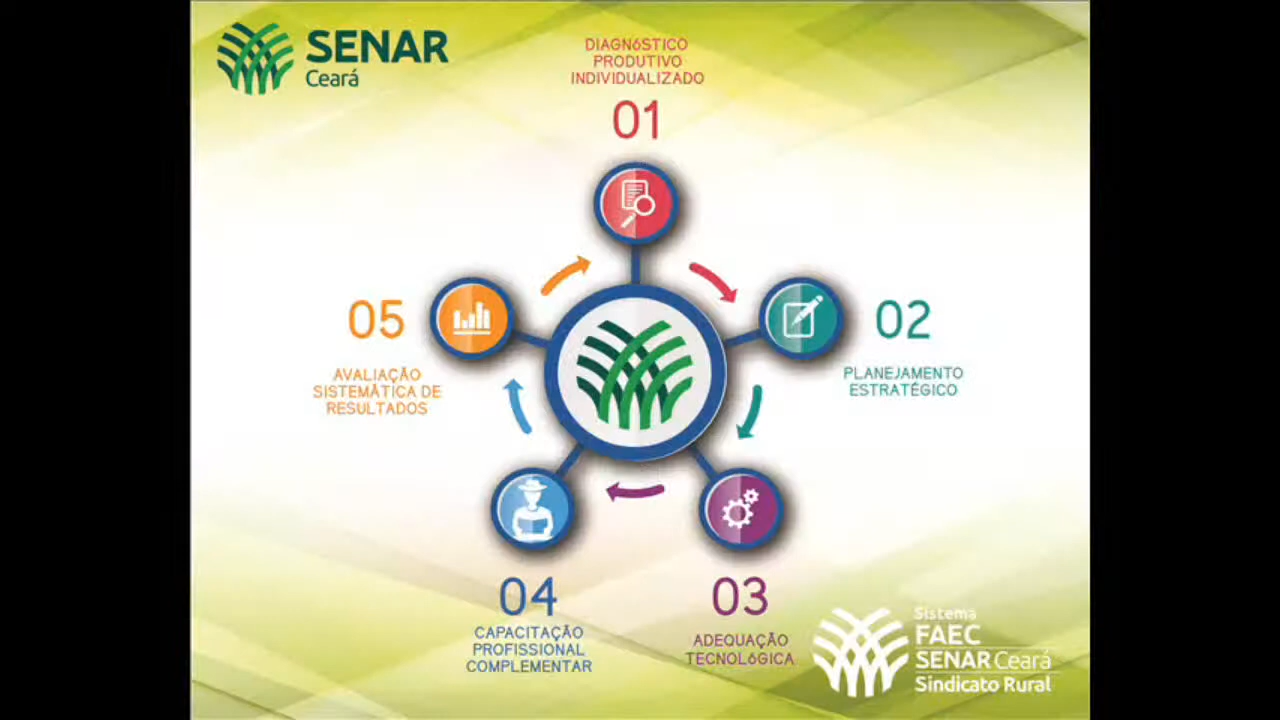 SENAR
Ceará
DIAGNóSTICO
PRODUTIVO
INDIVIDUALIZADO
01
02
PLANEJAMENTO
ESTRATÉGICO
03
ADEQUAÇÃO
TECNOLóGICA
04
CAPACITAÇÃO
PROFISSIONAL
COMPLEMENTAR
05
AVALIAÇÃO
SISTEMÃTICA DE
RESULTADOS
Sistema
FAEC
SENAR Ceará
Sindicato Rural